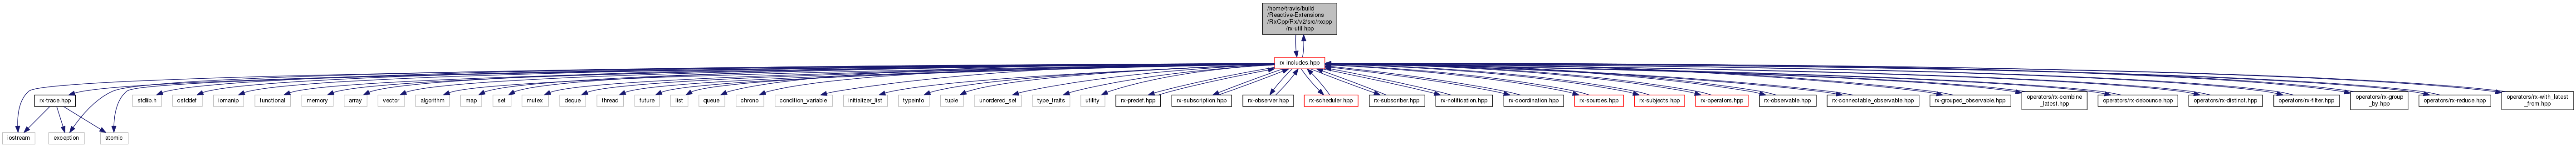 /home/travis/build
/Reactive-Extensions
/RxCpp/Rx/v2/src/rxcpp
/rx-util.hpp
rx-includes.hpp
rx-trace.hpp
stdlib.h
cstddef
iomanip
functional
memory
array
vector
algorithm
map
set
mutex
deque
thread
future
list
queue
chrono
condition_variable
initializer_list
typeinfo
tuple
unordered_set
type_traits
utility
rx-predef.hpp
rx-subscription.hpp
rx-observer.hpp
rx-scheduler.hpp
rx-subscriber.hpp
rx-notification.hpp
rx-coordination.hpp
rx-sources.hpp
rx-subjects.hpp
rx-operators.hpp
rx-observable.hpp
rx-connectable_observable.hpp
rx-grouped_observable.hpp
operators/rx-combine
_latest.hpp
operators/rx-debounce.hpp
operators/rx-distinct.hpp
operators/rx-filter.hpp
operators/rx-group
_by.hpp
operators/rx-reduce.hpp
operators/rx-with_latest
_from.hpp
iostream
exception
atomic